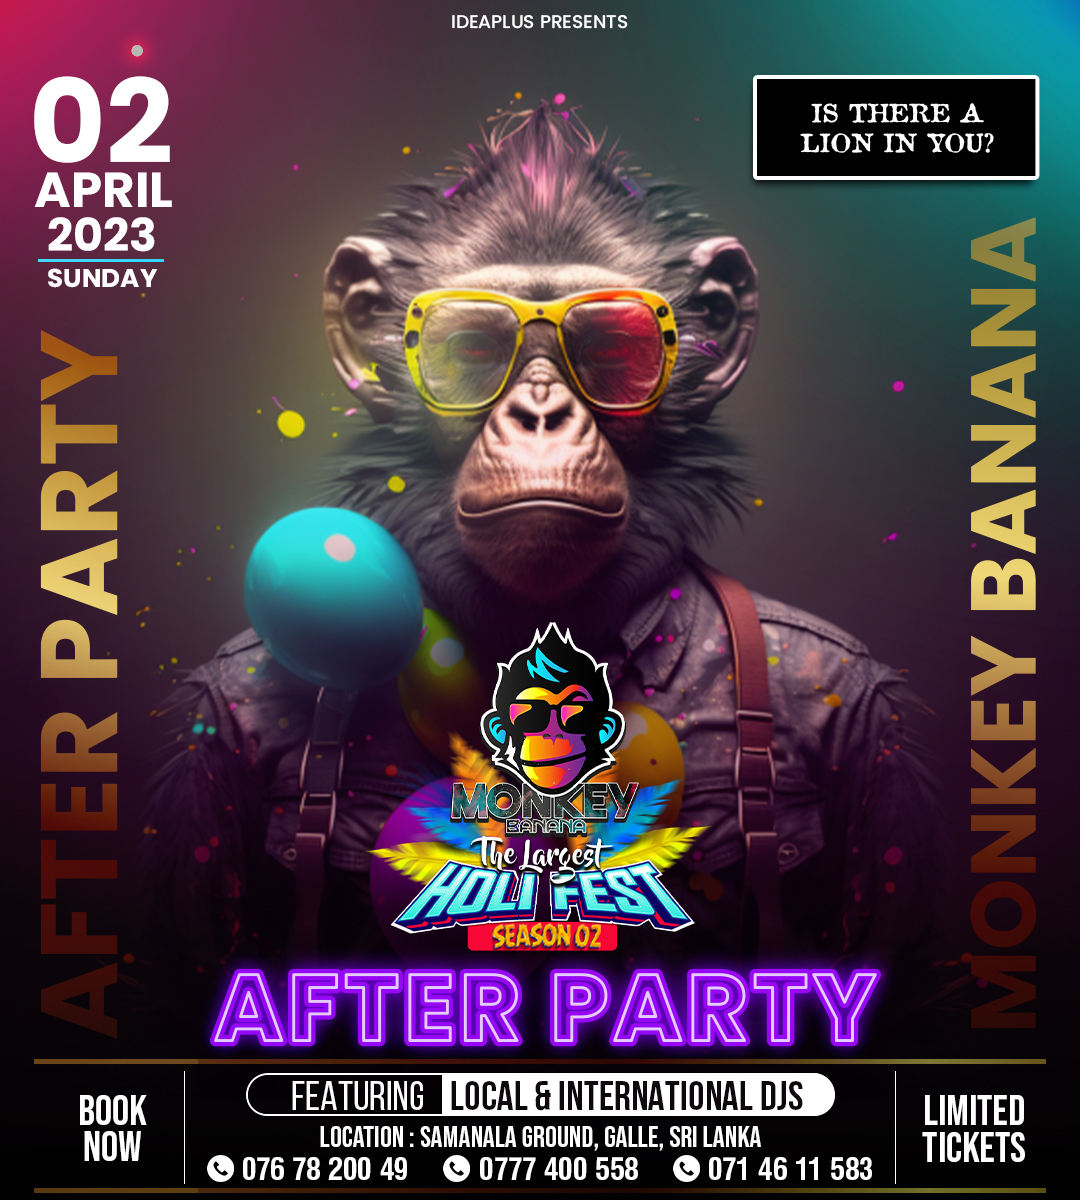 IDEAPLUS PRESENTS
02
APRIL
2023
SUNDAY
IS THERE A
LION IN YOU?
AFTER PARTY
MONKEY BANANA
MONKEY
BANANA
The Largest
HOLI FEST
SEASON 02
AFTER PARTY
BOOK
NOW
FEATURING LOCAL & INTERNATIONAL DJS
LOCATION : SAMANALA GROUND, GALLE, SRI LANKA
076 78 200 49 0777 400 558 071 46 11 583
LIMITED
TICKETS